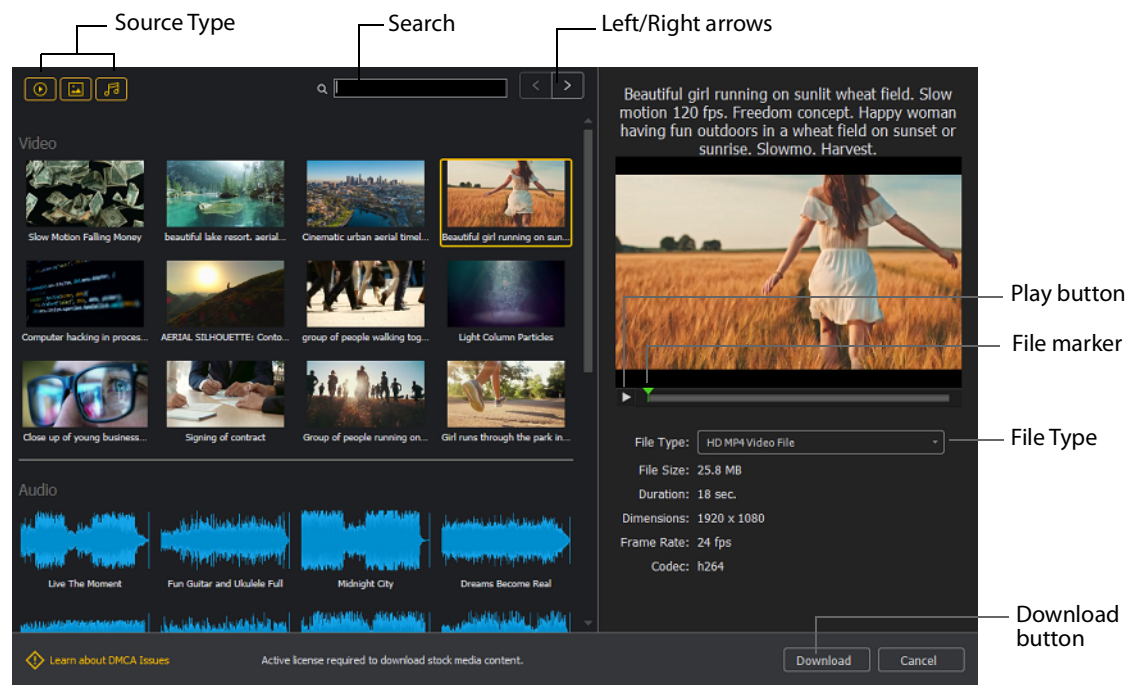 Source Type
Search
Left/Right arrows
Video
Slow Motion Falling Money
beautiful lake resort. aerial...
Cinematic urban aerial timel...
Beautiful girl running on sun...
Computer hacking in proces...
AERIAL SILHOUETTE: Conto...
group of people walking tog...
Light Column Particles
Close up of young business...
Signing of contract
Group of people running on...
Girl runs through the park in...
Audio
Live The Moment
Fun Guitar and Ukulele Full
Midnight City
Dreams Become Real
Learn about DMCA Issues
Active license required to download stock media content.
Beautiful girl running on sunlit wheat field. Slow
motion 120 fps. Freedom concept. Happy woman
having fun outdoors in a wheat field on sunset or
sunrise. Slowmo. Harvest.
Play button
File marker
File Type: HD MP4 Video File
File Type
File Size: 25.8 MB
Duration: 18 sec.
Dimensions: 1920 x 1080
Frame Rate: 24 fps
Codec: h264
Download
button
Download
Cancel